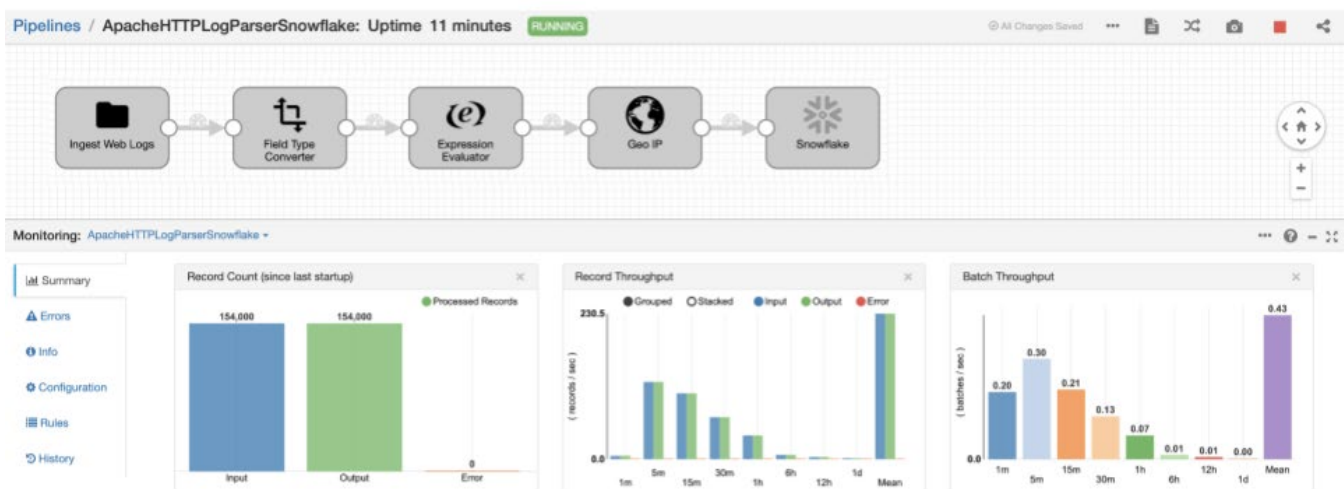 Pipelines / ApacheHTTPLogParserSnowflake: Uptime 11 minutes RUNNING
All Changes Saved
Ingest Web Logs
Field Type
Converter
Expression
Evaluator
Geo IP
Snowflake
Monitoring: ApacheHTTPLogParserSnowflake
Summary
Errors
Info
Configuration
Rules
History
Record Count (since last startup)
Processed Records
154,000 154,000 0
Input Output Error
Record Throughput
Grouped Stacked Input Output Error
230.5
( records / sec )
0.0
1m 5m 15m 30m 1h 6h 12h 1d Mean
Batch Throughput
( batches / sec )
0.20 0.30 0.21 0.13 0.07 0.01 0.01 0.00 0.43
0.0
1m 5m 15m 30m 1h 6h 12h 1d Mean